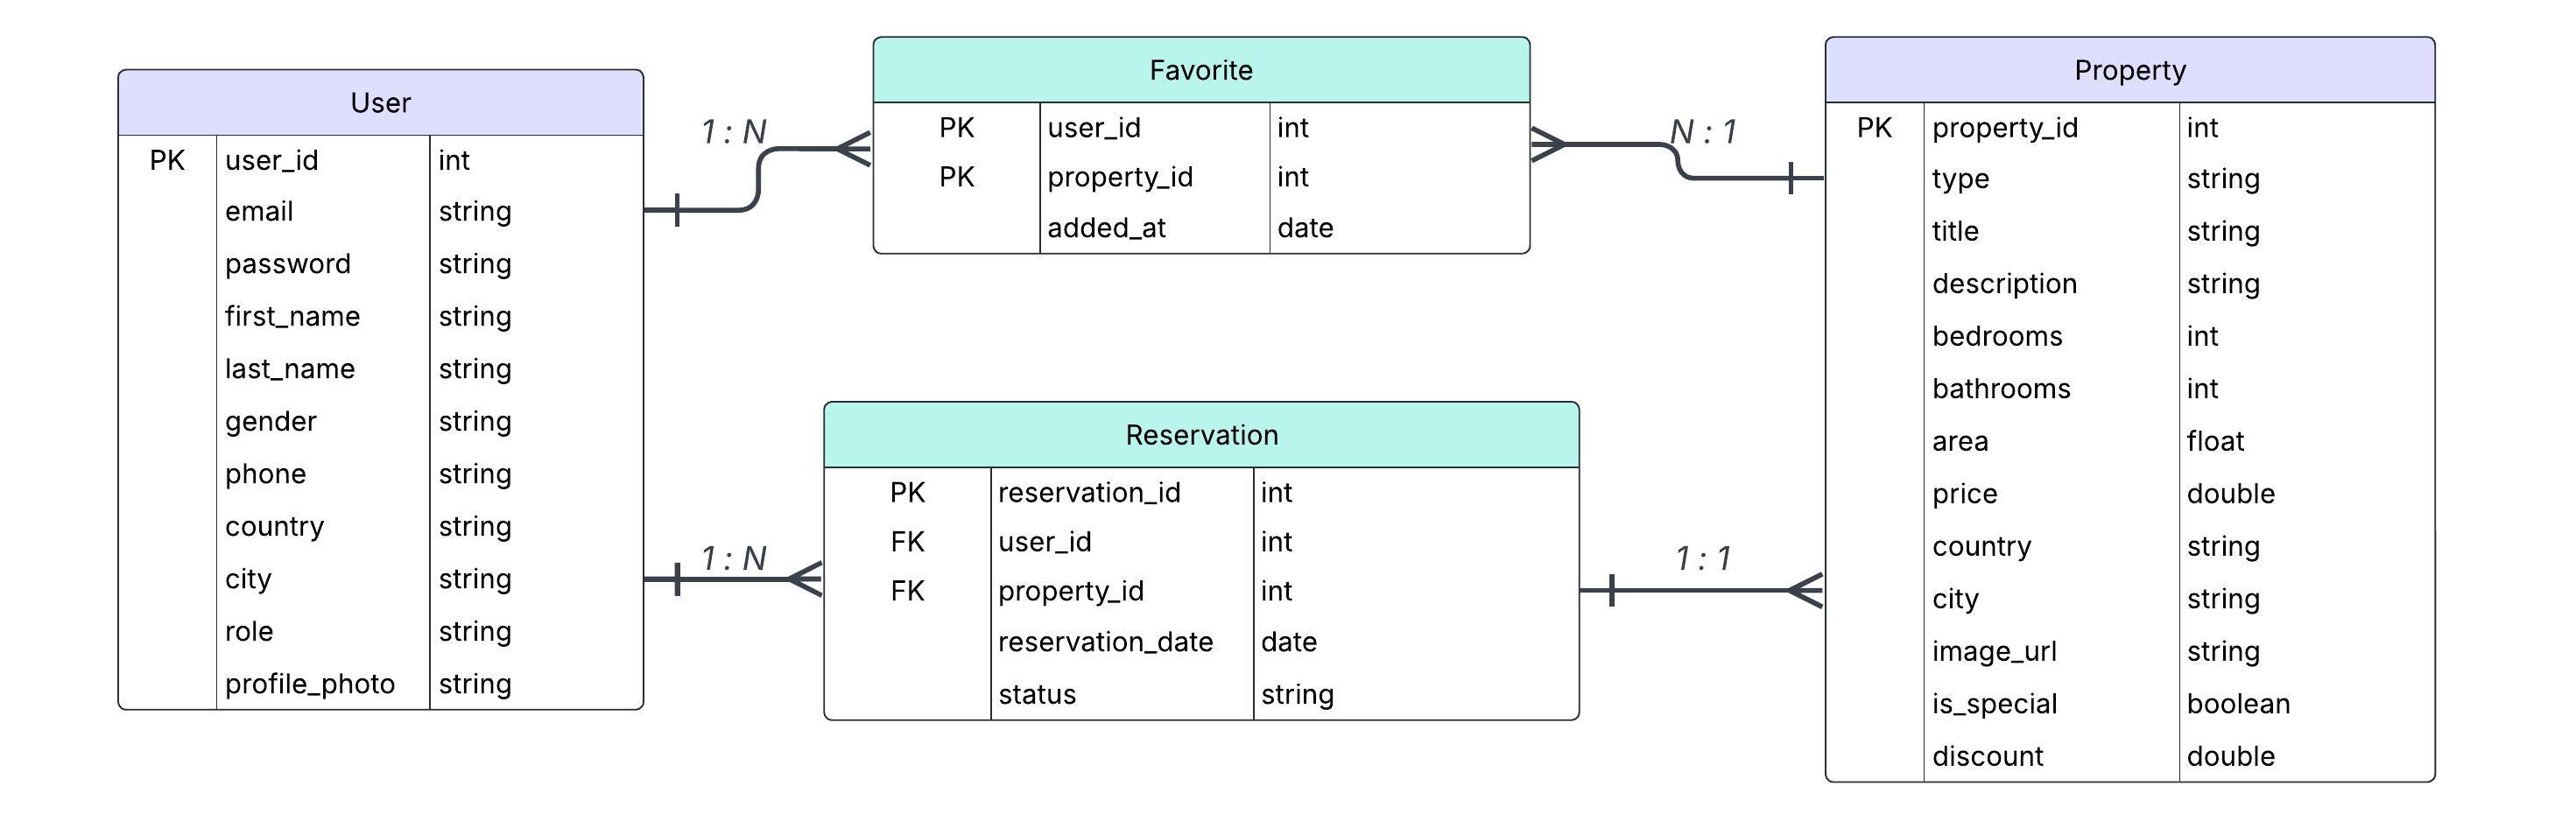 User
PK user_id int
email string
password string
first_name string
last_name string
gender string
phone string
country string
city string
role string
profile_photo string
1 : N
Favorite
PK user_id int
PK property_id int
added_at date
N : 1
1 : N
Reservation
PK reservation_id int
FK user_id int
FK property_id int
reservation_date date
status string
1 : 1
Property
PK property_id int
type string
title string
description string
bedrooms int
bathrooms int
area float
price double
country string
city string
image_url string
is_special boolean
discount double